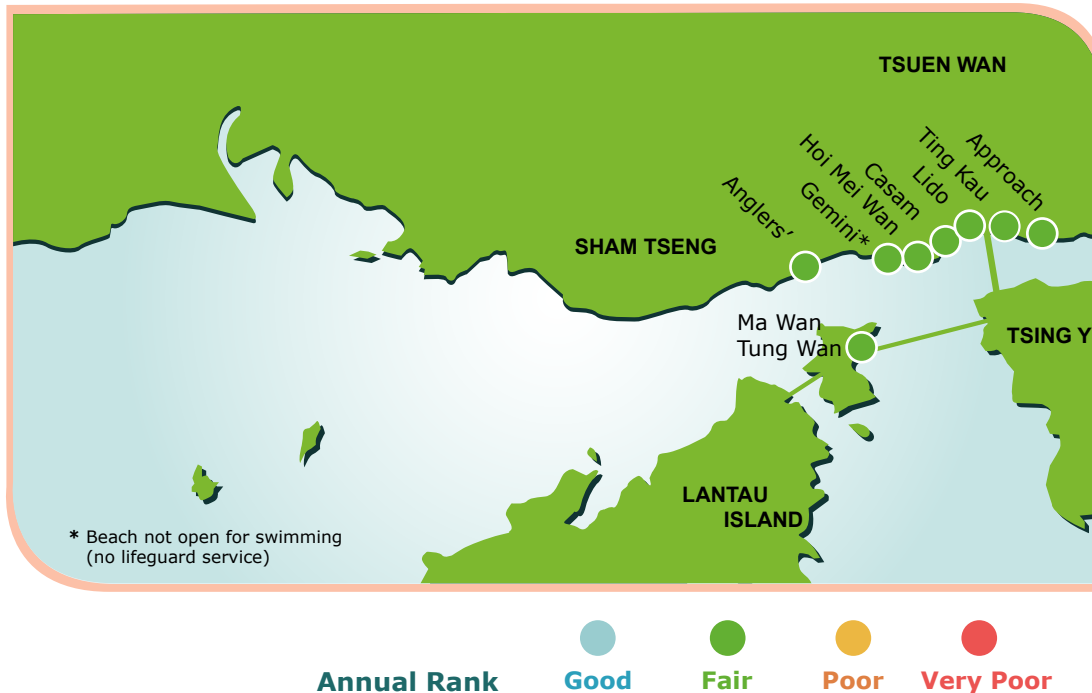 TSUEN WAN
Anglers’
Gemini*
Hoi Mei Wan
Casam
Lido
Ting Kau
Approach
SHAM TSENG
Ma Wan
Tung Wan
TSING Y
LANTAU
ISLAND
* Beach not open for swimming
(no lifeguard service)
Annual Rank Good Fair Poor Very Poor